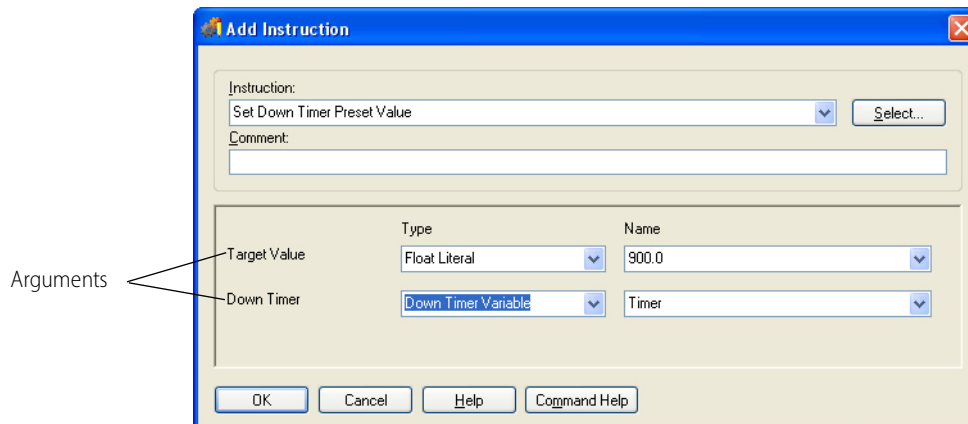 Add Instruction
Instruction:
Set Down Timer Preset Value
Select...
Comment:
Type Name
Target Value Float Literal 900.0
Arguments
Down Timer Down Timer Variable Timer
OK Cancel Help Command Help